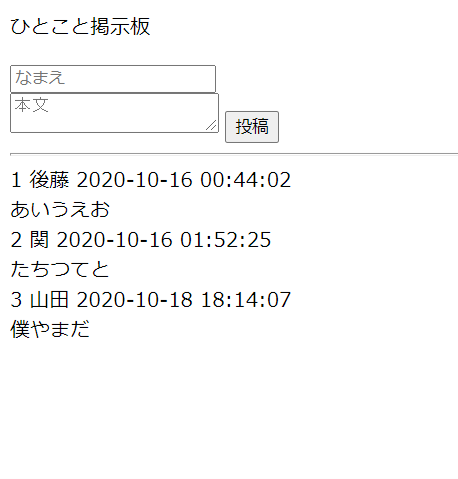 ひとこと掲示板
なまえ
本文
投稿
1 後藤 2020-10-16 00:44:02
あいうえお
2 関 2020-10-16 01:52:25
たちつてと
3 山田 2020-10-18 18:14:07
僕やまだ